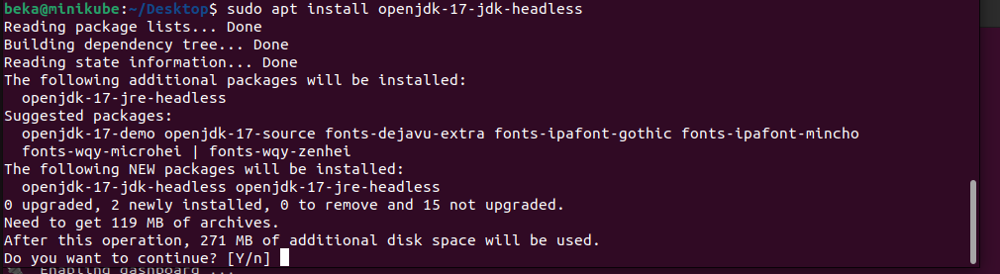 beka@minikube:~/Desktop$ sudo apt install openjdk-17-jdk-headless
Reading package lists... Done
Building dependency tree... Done
Reading state information... Done
The following additional packages will be installed:
  openjdk-17-jre-headless
Suggested packages:
  openjdk-17-demo openjdk-17-source fonts-dejavu-extra fonts-ipafont-gothic fonts-ipafont-mincho
  fonts-wqy-microhei | fonts-wqy-zenhei
The following NEW packages will be installed:
  openjdk-17-jdk-headless openjdk-17-jre-headless
0 upgraded, 2 newly installed, 0 to remove and 15 not upgraded.
Need to get 119 MB of archives.
After this operation, 271 MB of additional disk space will be used.
Do you want to continue? [Y/n]
Enabling dashboard ...